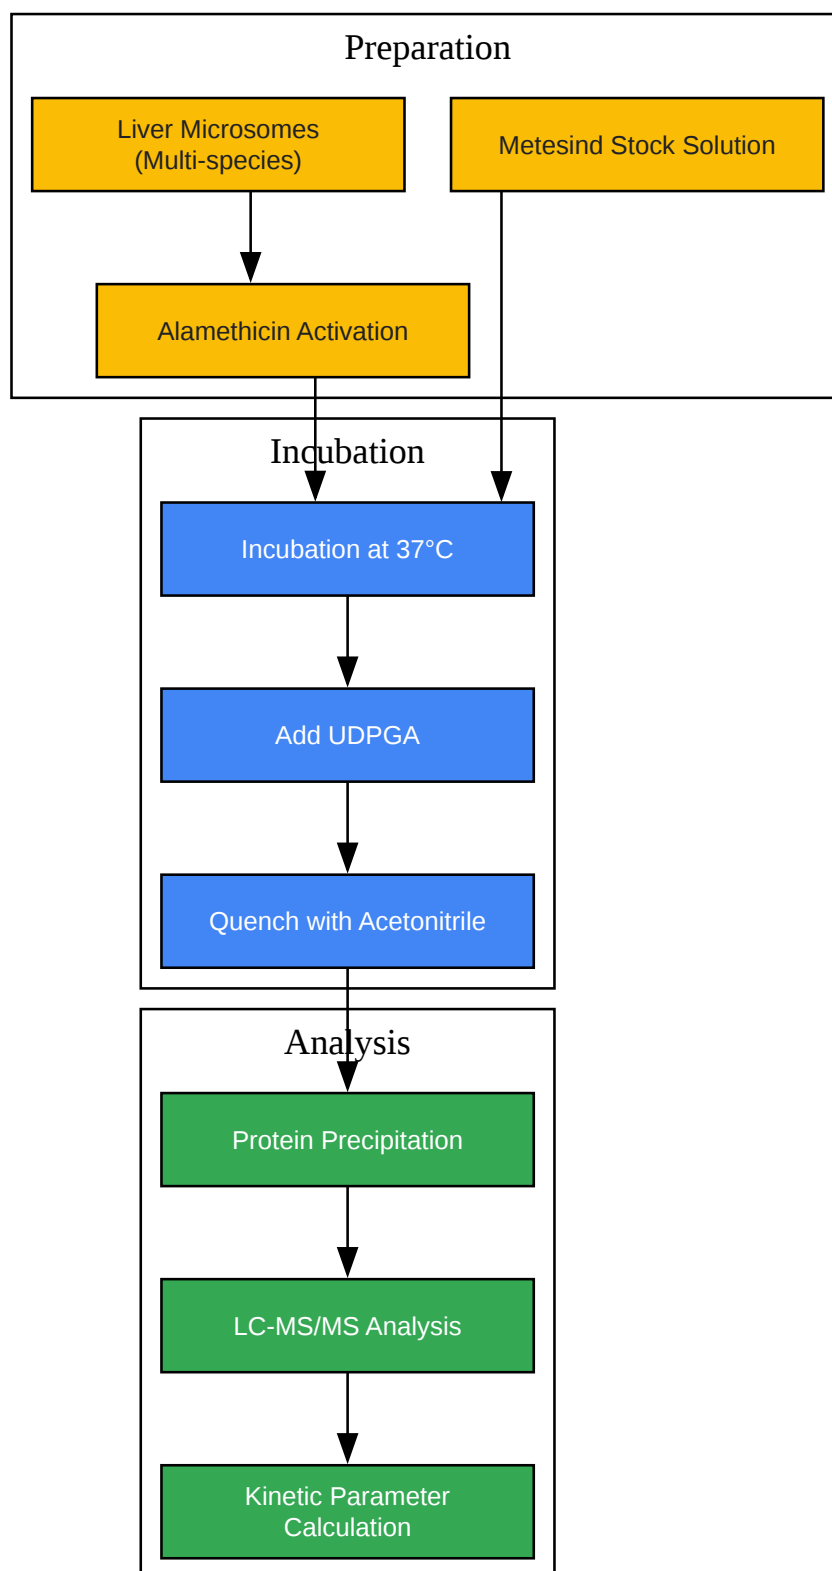 Preparation
Liver Microsomes
(Multi-species)
Metesind Stock Solution
Alamethicin Activation
Incubation
Incubation at 37°C
Add UDPGA
Quench with Acetonitrile
Analysis
Protein Precipitation
LC-MS/MS Analysis
Kinetic Parameter
Calculation